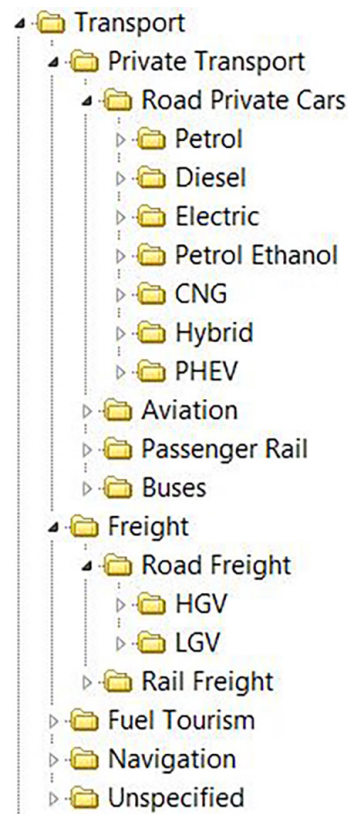 Transport
Private Transport
Road Private Cars
Petrol
Diesel
Electric
Petrol Ethanol
CNG
Hybrid
PHEV
Aviation
Passenger Rail
Buses
Freight
Road Freight
HGV
LGV
Rail Freight
Fuel Tourism
Navigation
Unspecified